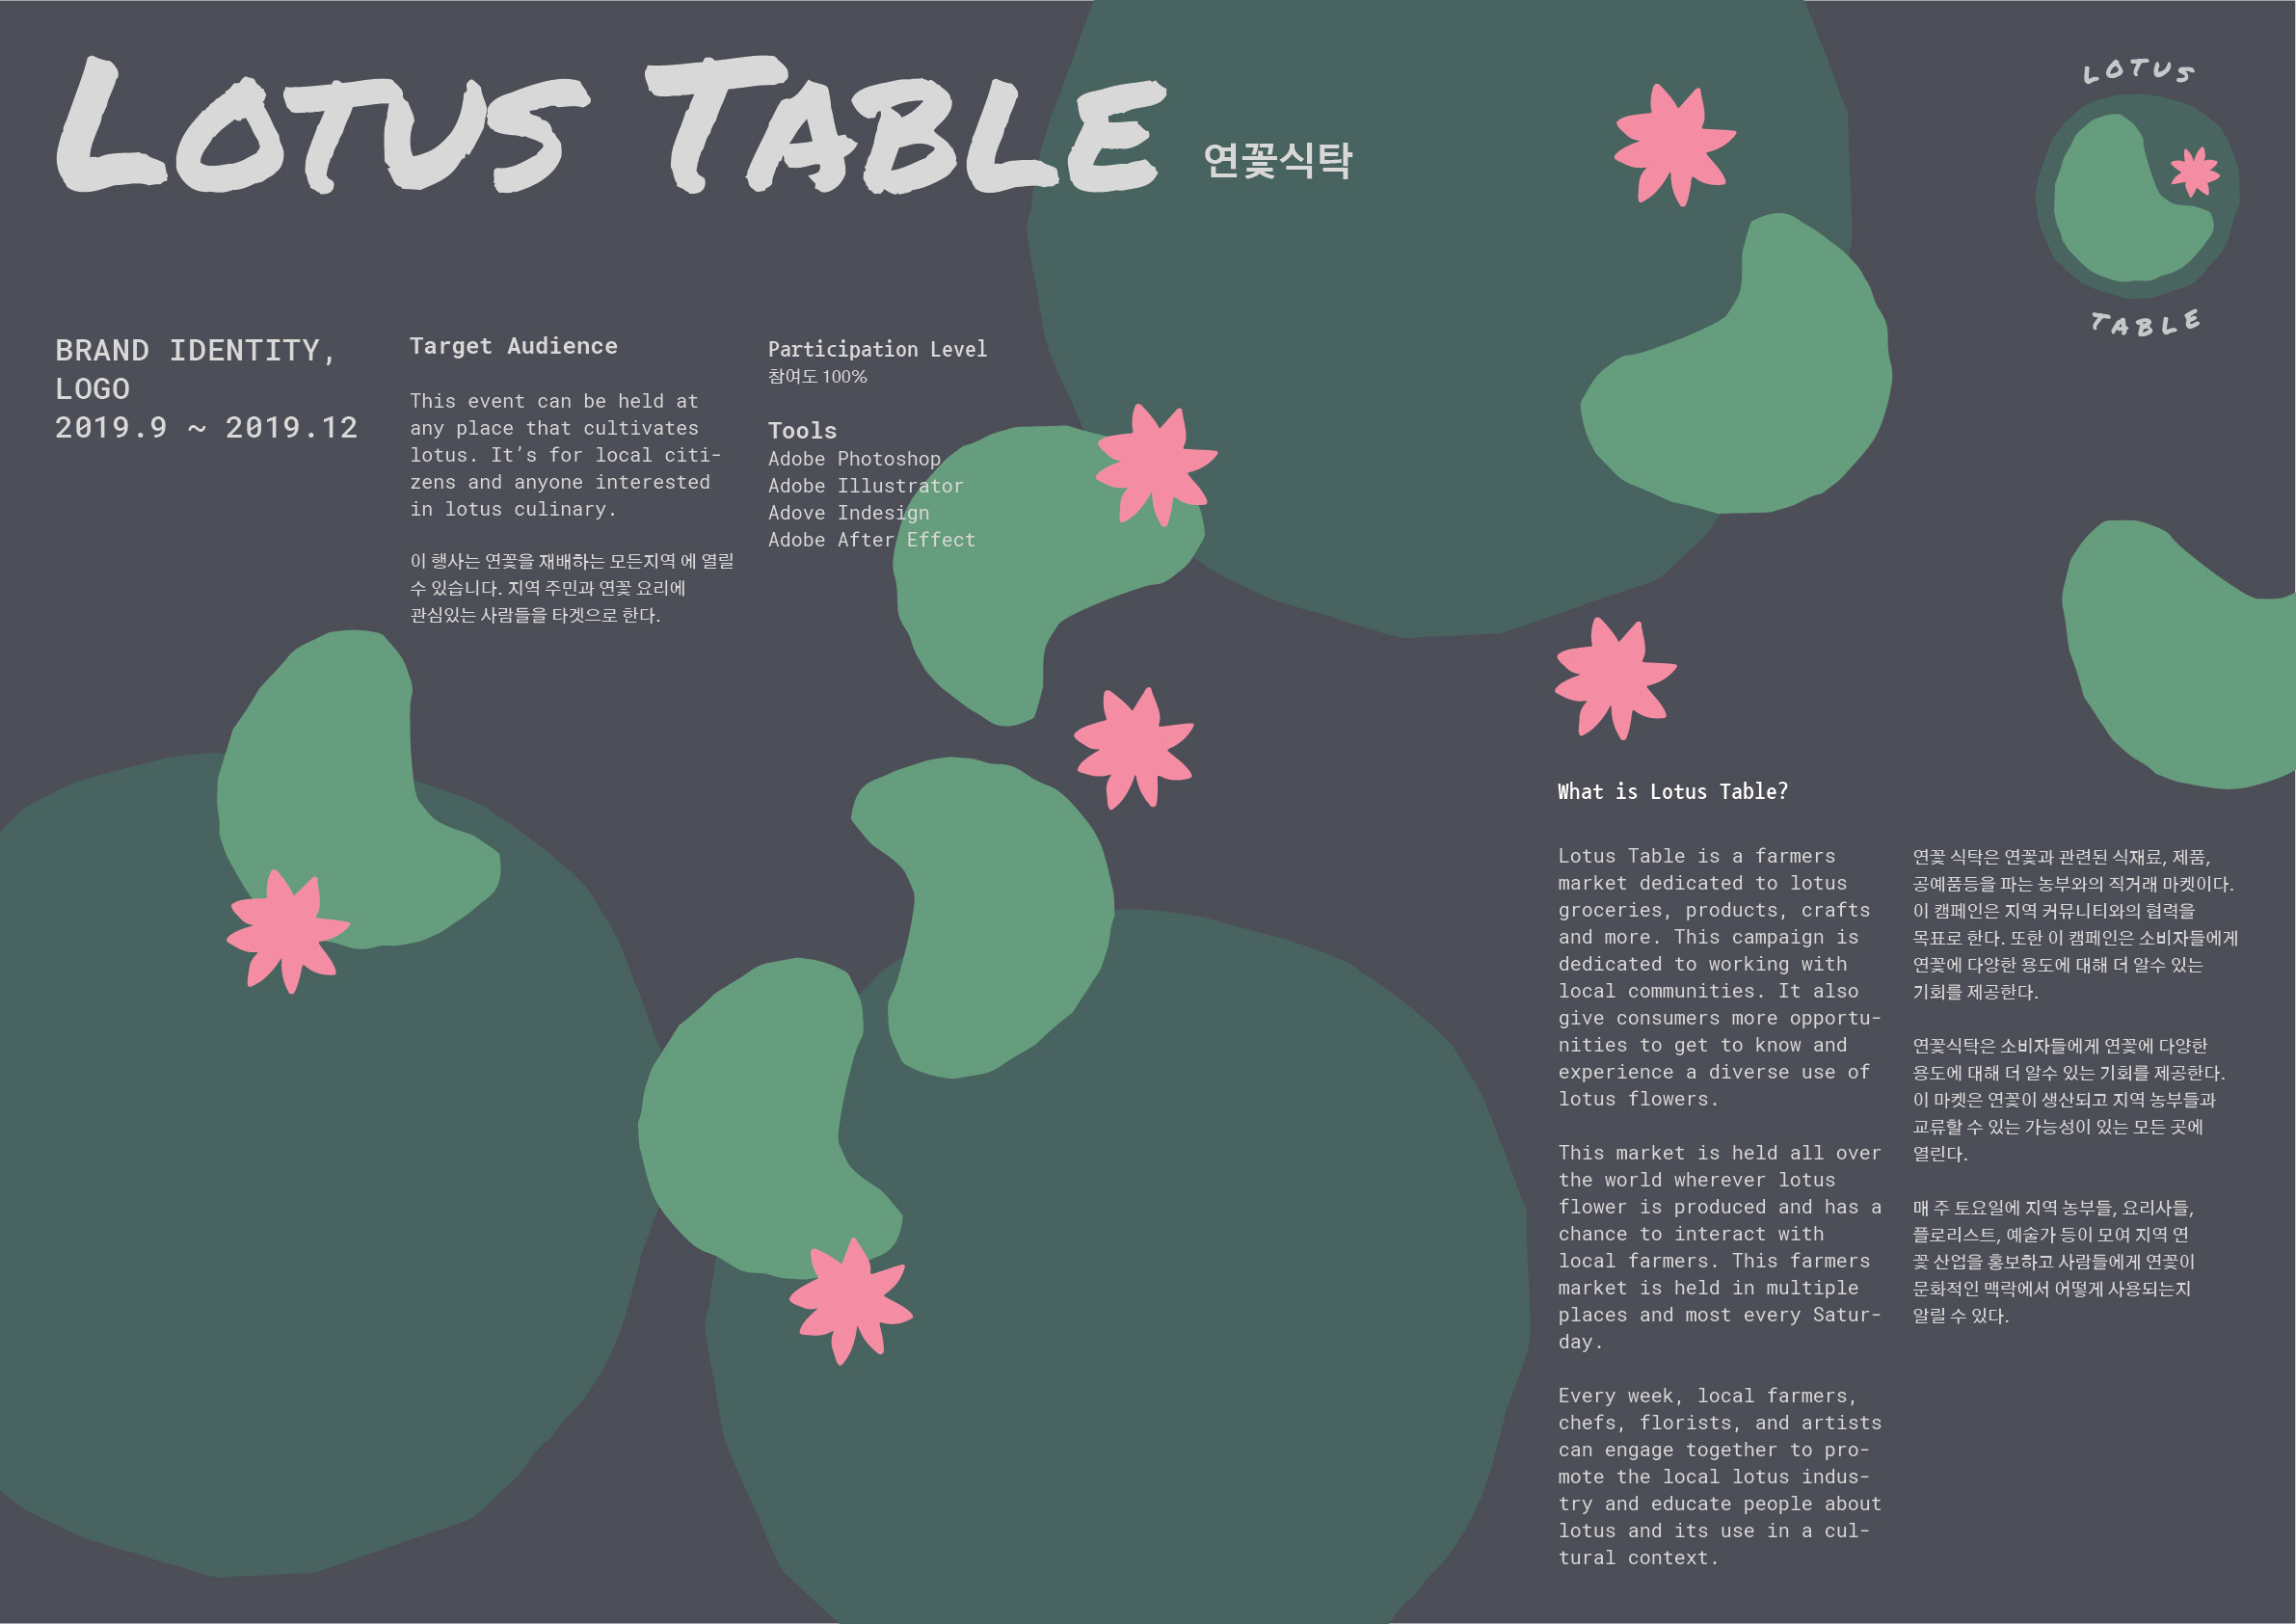 LOTUS TABLE 연꽃식탁
LOTUS
TABLE
BRAND IDENTITY,
LOGO
2019.9 ~ 2019.12
Target Audience
This event can be held at
any place that cultivates
lotus. It’s for local citi-
zens and anyone interested
in lotus culinary.
이 행사는 연꽃을 재배하는 모든지역 에 열릴
수 있습니다. 지역 주민과 연꽃 요리에
관심있는 사람들을 타겟으로 한다.
Participation Level
참여도 100%
Tools
Adobe Photoshop
Adobe Illustrator
Adove Indesign
Adobe After Effect
What is Lotus Table?
Lotus Table is a farmers
market dedicated to lotus
groceries, products, crafts
and more. This campaign is
dedicated to working with
local communities. It also
give consumers more opportu-
nities to get to know and
experience a diverse use of
lotus flowers.
This market is held all over
the world wherever lotus
flower is produced and has a
chance to interact with
local farmers. This farmers
market is held in multiple
places and most every Satur-
day.
Every week, local farmers,
chefs, florists, and artists
can engage together to pro-
mote the local lotus indus-
try and educate people about
lotus and its use in a cul-
tural context.
연꽃 식탁은 연꽃과 관련된 식재료, 제품,
공예품등을 파는 농부와의 직거래 마켓이다.
이 캠페인은 지역 커뮤니티와의 협력을
목표로 한다. 또한 이 캠페인은 소비자들에게
연꽃에 다양한 용도에 대해 더 알수 있는
기회를 제공한다.
연꽃식탁은 소비자들에게 연꽃에 다양한
용도에 대해 더 알수 있는 기회를 제공한다.
이 마켓은 연꽃이 생산되고 지역 농부들과
교류할 수 있는 가능성이 있는 모든 곳에
열린다.
매 주 토요일에 지역 농부들, 요리사들,
플로리스트, 예술가 등이 모여 지역 연
꽃 산업을 홍보하고 사람들에게 연꽃이
문화적인 맥락에서 어떻게 사용되는지
알릴 수 있다.